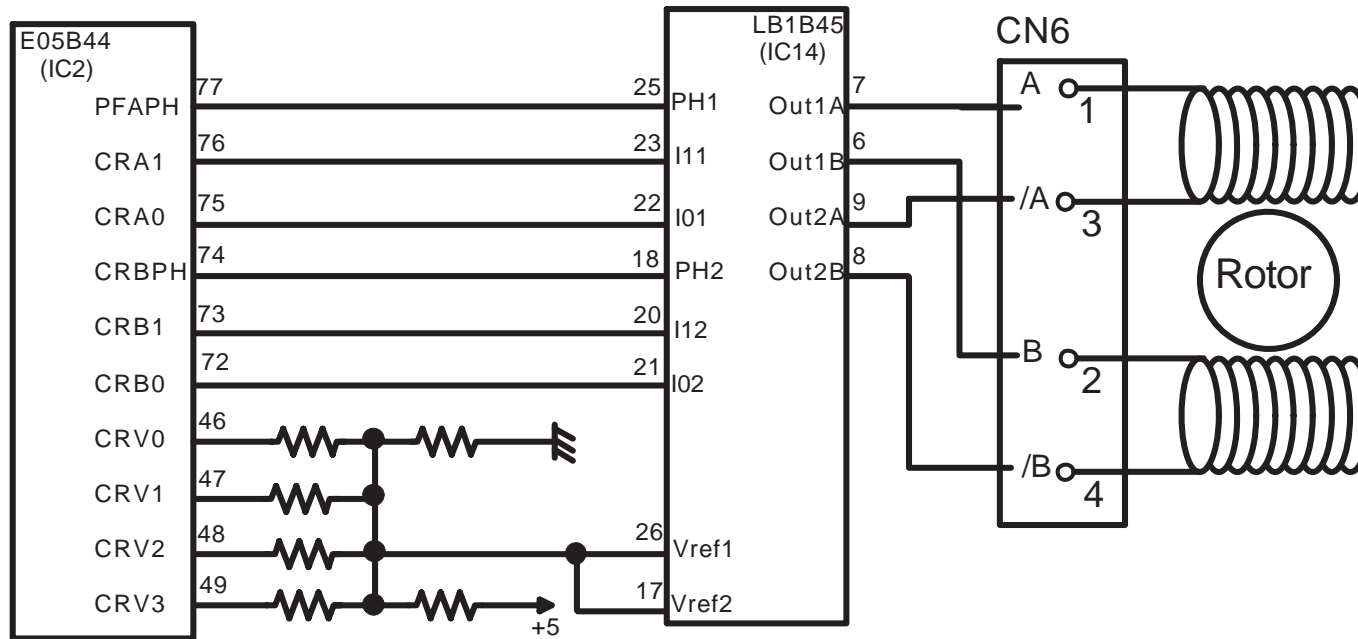 E05B44
(IC2)
PFAPH
CRA1
CRA0
CRBPH
CRB1
CRB0
CRV0
CRV1
CRV2
CRV3
77
76
75
74
73
72
46
47
48
49
+5
25
23
22
18
20
21
26
17
LB1B45
(IC14)
PH1
I11
I01
PH2
I12
I02
Vref1
Vref2
Out1A
Out1B
Out2A
Out2B
7
6
9
8
CN6
A
1
/A
3
B
2
/B
4
Rotor